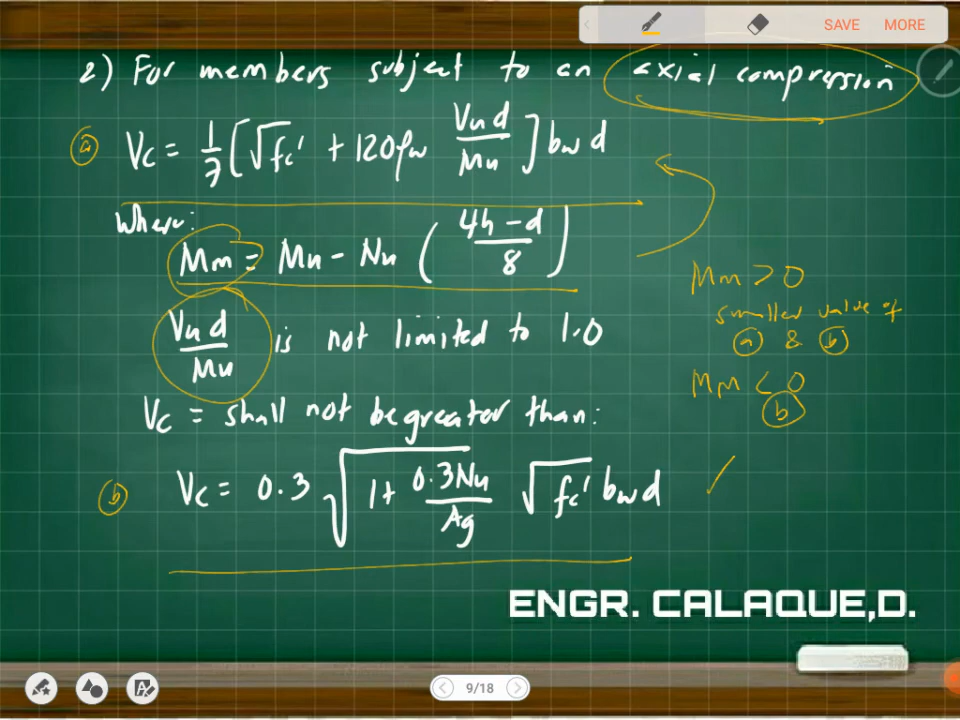 SAVE MORE
2) For members subject to an axial compression
(a) Vc = 1/7 [√fc' + 120ρw Vud/Mu] bw d
Where:
Mm = Mu - Nu (4h - d / 8)
Mm > 0
smaller value of
(a) & (b)
Vud/Mu is not limited to 1.0
Mm < 0
(b)
Vc = shall not be greater than:
(b) Vc = 0.3 √(1 + 0.3Nu/Ag) √fc' bw d
ENGR. CALAQUE,D.
9/18